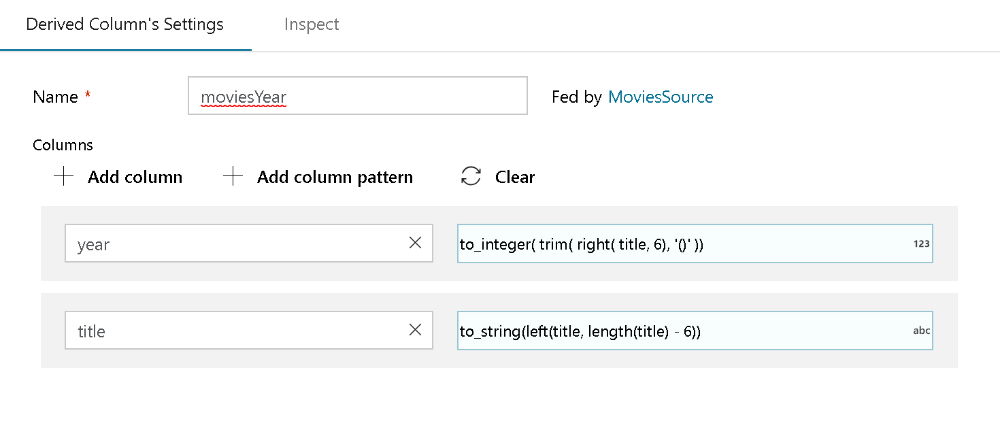 Derived Column's Settings Inspect
Name * moviesYear Fed by MoviesSource
Columns
Add column Add column pattern Clear
year to_integer( trim( right( title, 6), '()' )) 123
title to_string(left(title, length(title) - 6)) abc